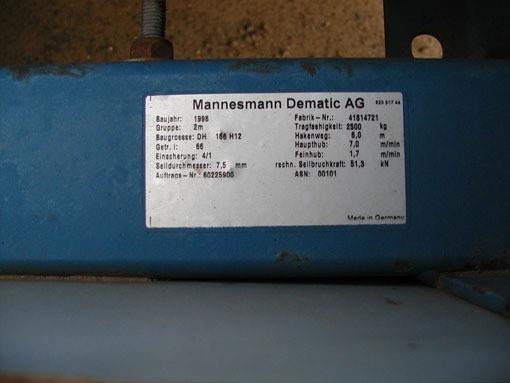 Mannesmann Dematic AG
Baujahr: 1998 Fabrik-Nr.: 41814721
Gruppe: 2m Tragfaehigkeit: 2500 kg
Baugroesse: DH 166 H12 Hakenweg: 6,0 m
Getr. i: 66 Haupthub: 7,0 m/min
Einscherung: 4/1 Feinhub: 1,7 m/min
Seildurchmesser: 7,5 mm rechn. Seilbruchkraft: 51,3 kN
Auftrags-Nr.: 60225900 ASN: 00101
Made in Germany